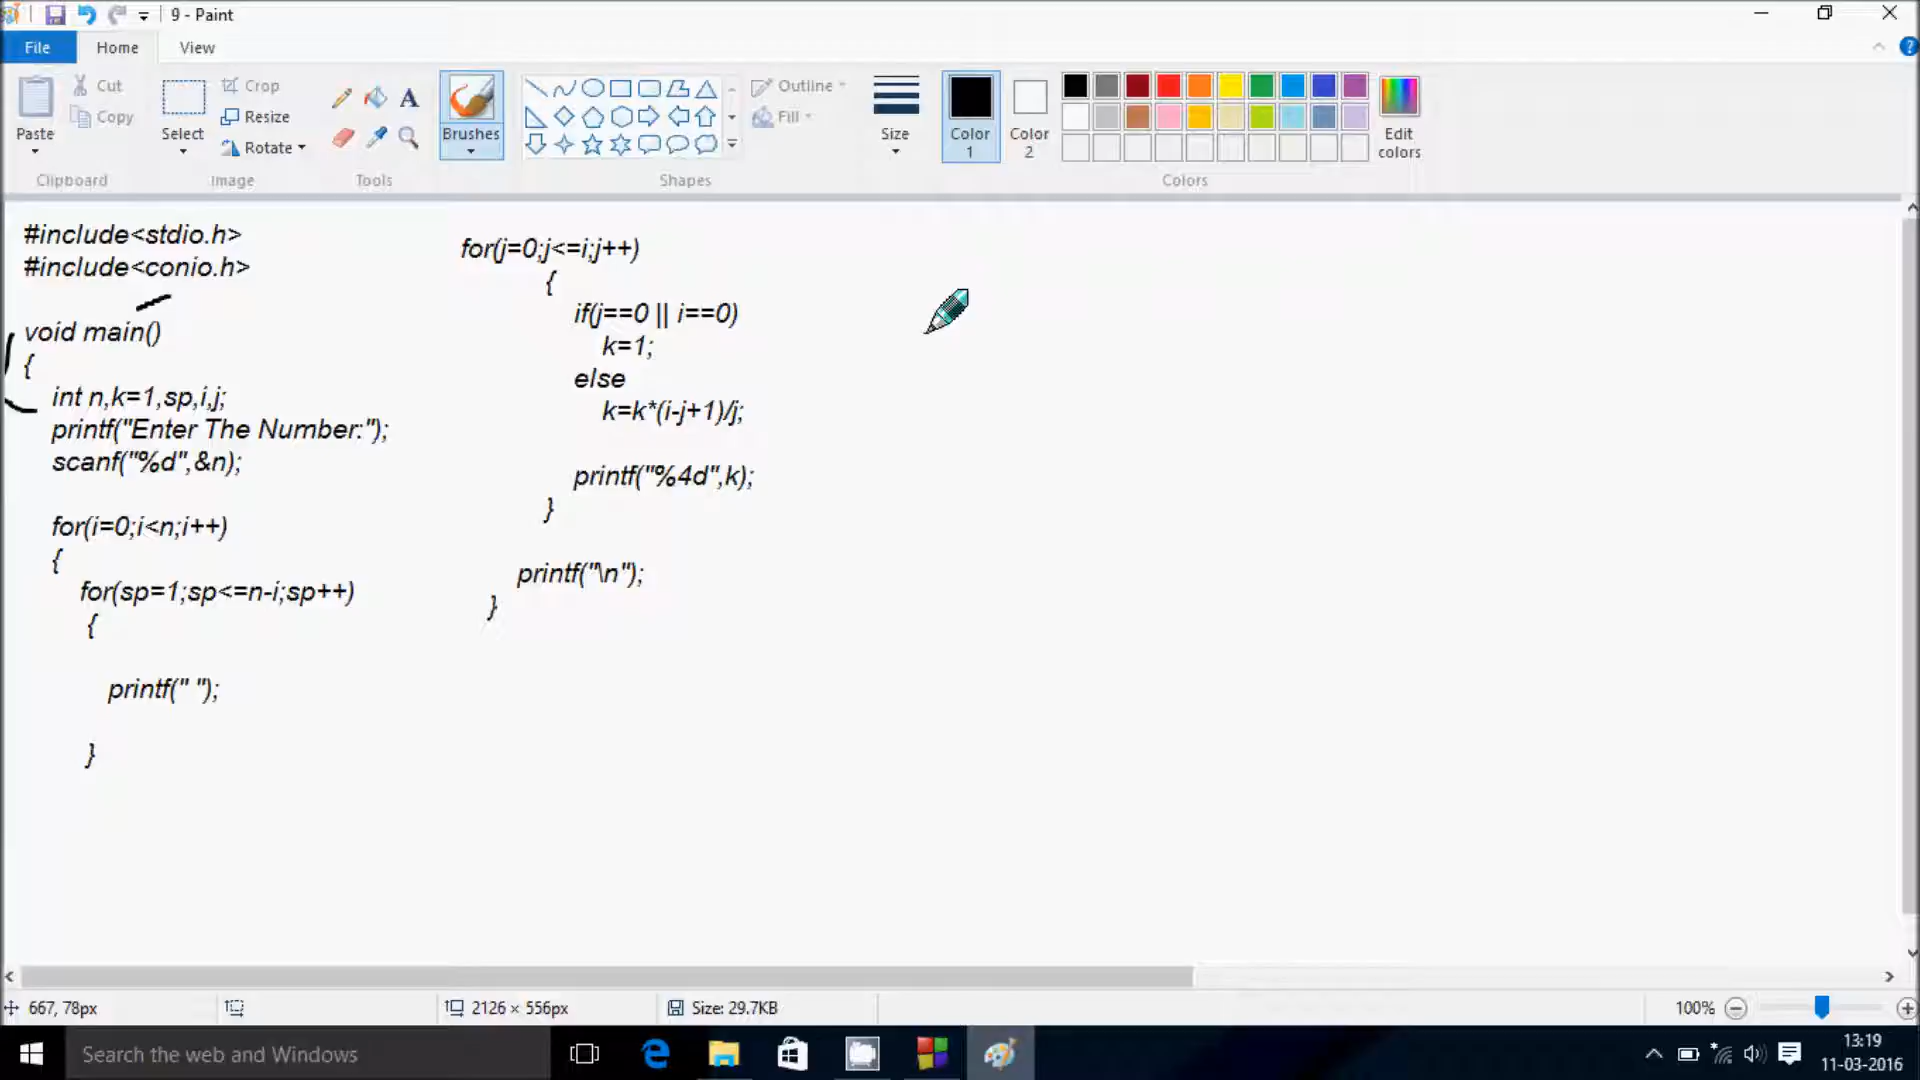 9 - Paint
File
Home
View
Paste
Cut
Copy
Clipboard
Select
Crop
Resize
Rotate
Image
Tools
Brushes
Shapes
Outline
Fill
Size
Color
1
Color
2
Edit
colors
Colors
#include<stdio.h>
#include<conio.h>
void main()
{
int n,k=1,sp,i,j;
printf("Enter The Number:");
scanf("%d",&n);
for(i=0;i<n;i++)
{
for(sp=1;sp<=n-i;sp++)
{
printf(" ");
}
for(j=0;j<=i;j++)
{
if(j==0 || i==0)
k=1;
else
k=k*(i-j+1)/j;
printf("%4d",k);
}
printf("\n");
}
667, 78px
2126 × 556px
Size: 29.7KB
100%
Search the web and Windows
13:19
11-03-2016